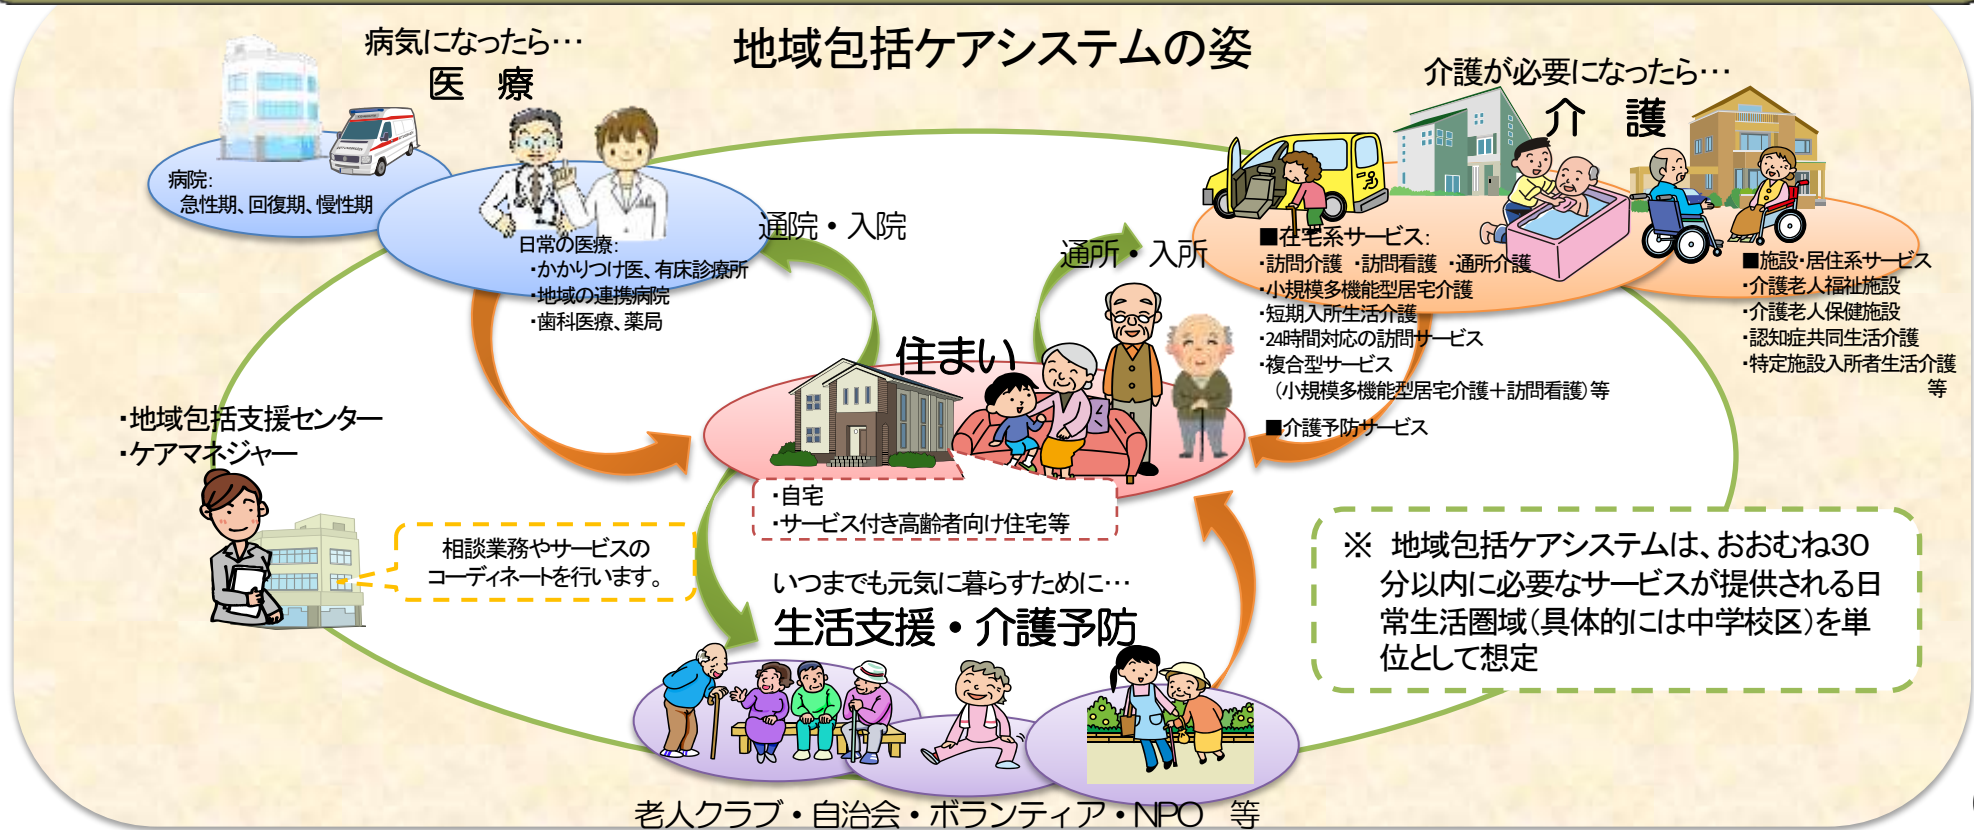 地域包括ケアシステムの姿
病気になったら…
医 療
病院:
急性期、回復期、慢性期
日常の医療:
・かかりつけ医、有床診療所
・地域の連携病院
・歯科医療、薬局
通院・入院
通所・入所
介護が必要になったら…
介 護
■在宅系サービス:
・訪問介護 ・訪問看護 ・通所介護
・小規模多機能型居宅介護
・短期入所生活介護
・24時間対応の訪問サービス
・複合型サービス
(小規模多機能型居宅介護+訪問看護)等
■介護予防サービス
■施設・居住系サービス
・介護老人福祉施設
・介護老人保健施設
・認知症共同生活介護
・特定施設入所者生活介護
等
住まい
・自宅
・サービス付き高齢者向け住宅等
・地域包括支援センター
・ケアマネジャー
相談業務やサービスの
コーディネートを行います。
いつまでも元気に暮らすために…
生活支援・介護予防
老人クラブ・自治会・ボランティア・NPO 等
※ 地域包括ケアシステムは、おおむね30
分以内に必要なサービスが提供される日
常生活圏域(具体的には中学校区)を単
位として想定